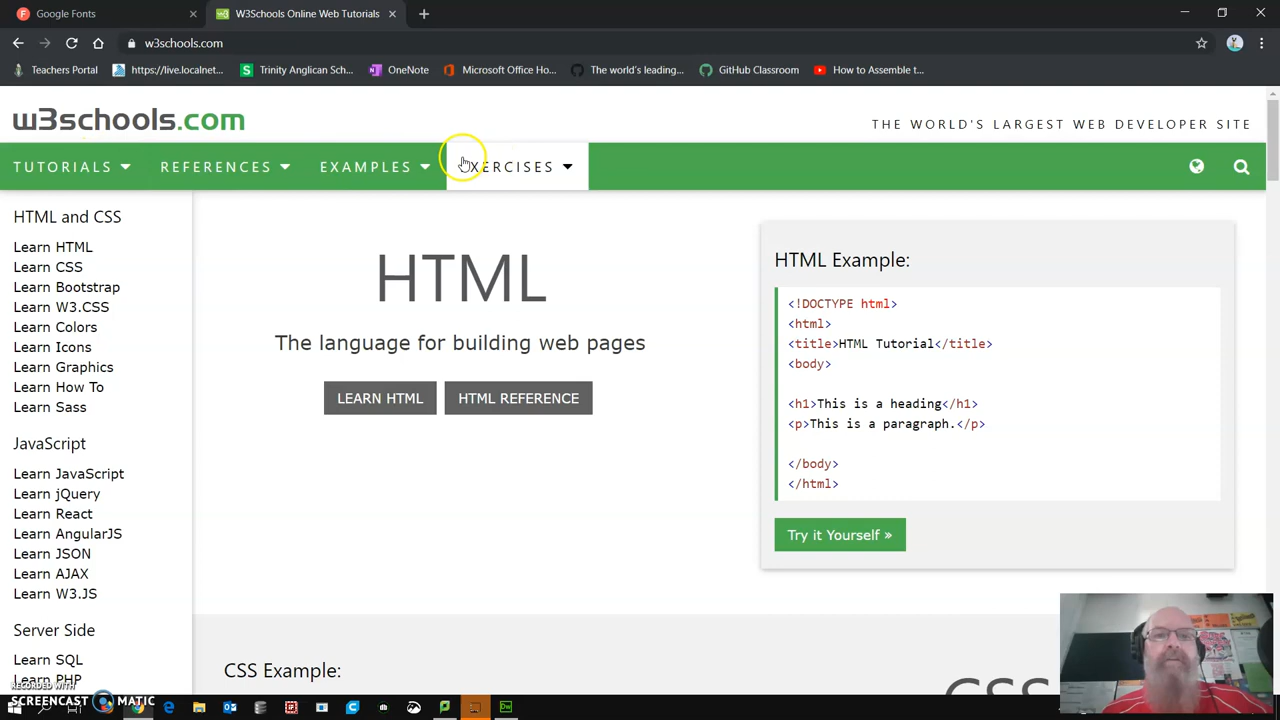 Google Fonts
W3Schools Online Web Tutorials
w3schools.com
Teachers Portal
https://live.localnet...
Trinity Anglican Sch...
OneNote
Microsoft Office Ho...
The world's leading...
GitHub Classroom
How to Assemble t...
w3schools.com
THE WORLD'S LARGEST WEB DEVELOPER SITE
TUTORIALS
REFERENCES
EXAMPLES
EXERCISES
HTML and CSS
Learn HTML
Learn CSS
Learn Bootstrap
Learn W3.CSS
Learn Colors
Learn Icons
Learn Graphics
Learn How To
Learn Sass
JavaScript
Learn JavaScript
Learn jQuery
Learn React
Learn AngularJS
Learn JSON
Learn AJAX
Learn W3.JS
Server Side
Learn SQL
Learn PHP
HTML
The language for building web pages
LEARN HTML
HTML REFERENCE
HTML Example:
<!DOCTYPE html>
<html>
<title>HTML Tutorial</title>
<body>
<h1>This is a heading</h1>
<p>This is a paragraph.</p>
</body>
</html>
Try it Yourself »
CSS Example:
CSS
RECORDED WITH
SCREENCAST MATIC